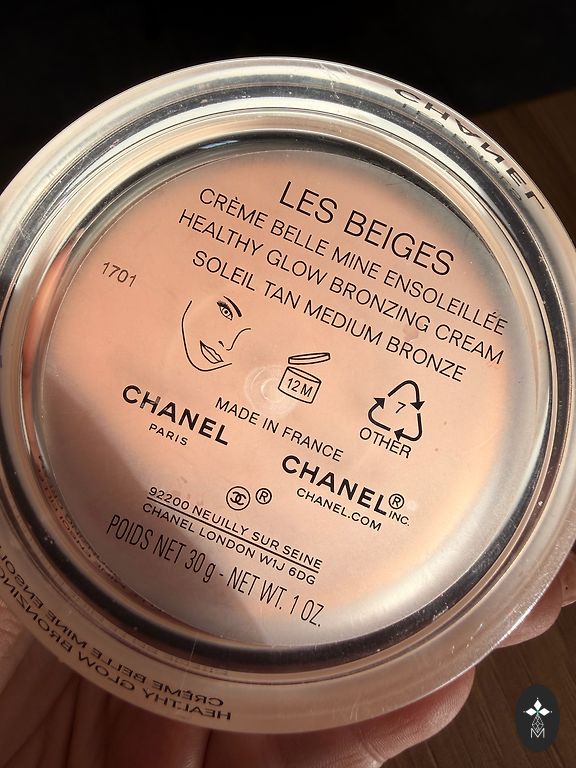 CHANEL
LES BEIGES
CRÈME BELLE MINE ENSOLEILLÉE
HEALTHY GLOW BRONZING CREAM
SOLEIL TAN MEDIUM BRONZE
1701
12M
7
OTHER
MADE IN FRANCE
CHANEL
PARIS
CHANEL® INC.
CHANEL.COM
®
92200 NEUILLY SUR SEINE
CHANEL LONDON W1J 6DG
POIDS NET 30 g - NET WT. 1 OZ.
CRÈME BELLE MINE
HEALTHY GLOW BRONZING
M